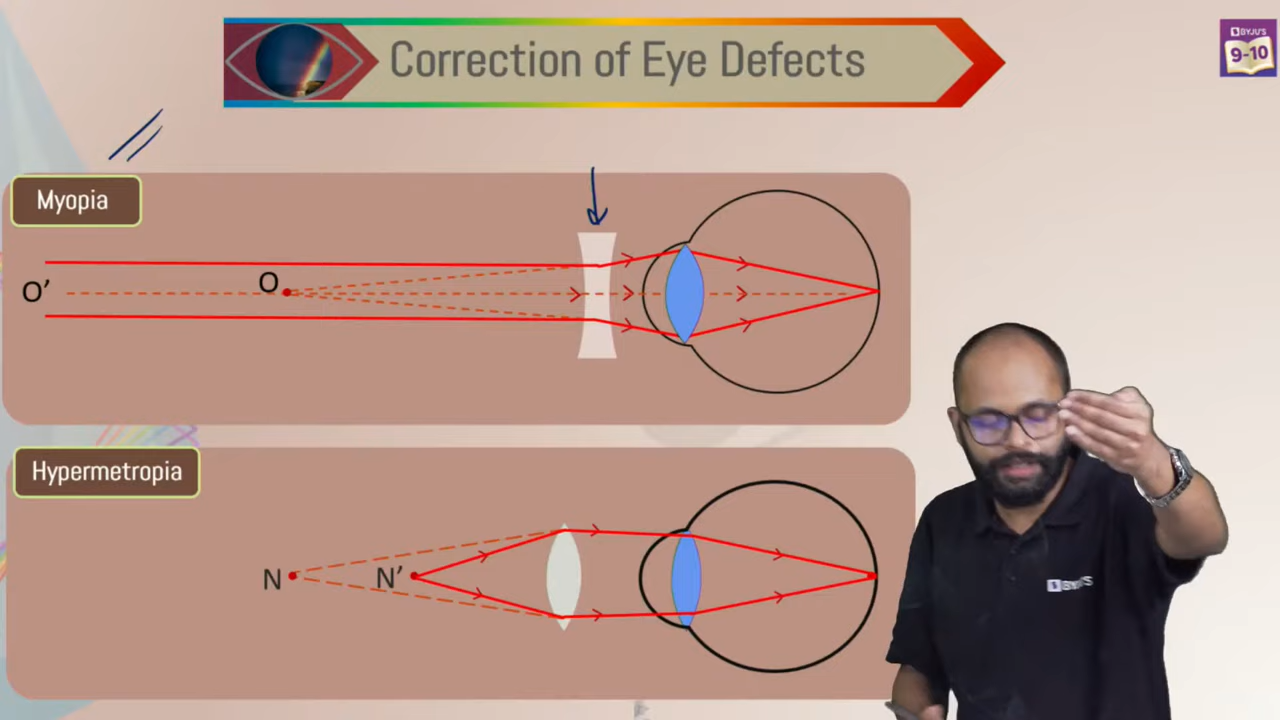 Correction of Eye Defects
BYJU'S
9-10
Myopia
O'
O
Hypermetropia
N
N'
BYJU'S